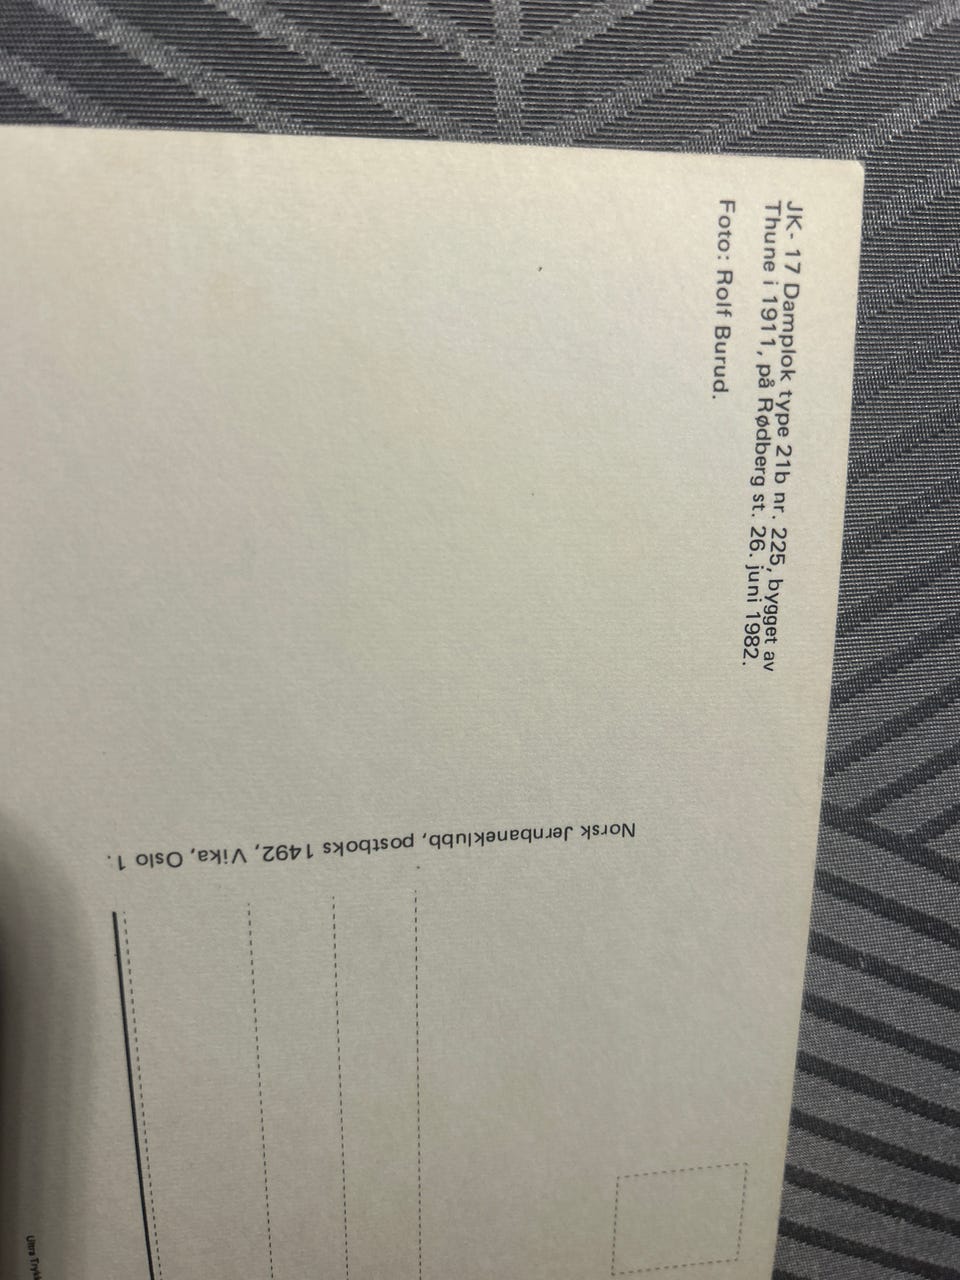 JK- 17 Damplok type 21b nr. 225, bygget av
Thune i 1911, på Rødberg st. 26. juni 1982.
Foto: Rolf Burud.
Norsk Jernbaneklubb, postboks 1492, Vika, Oslo 1.
Ultra